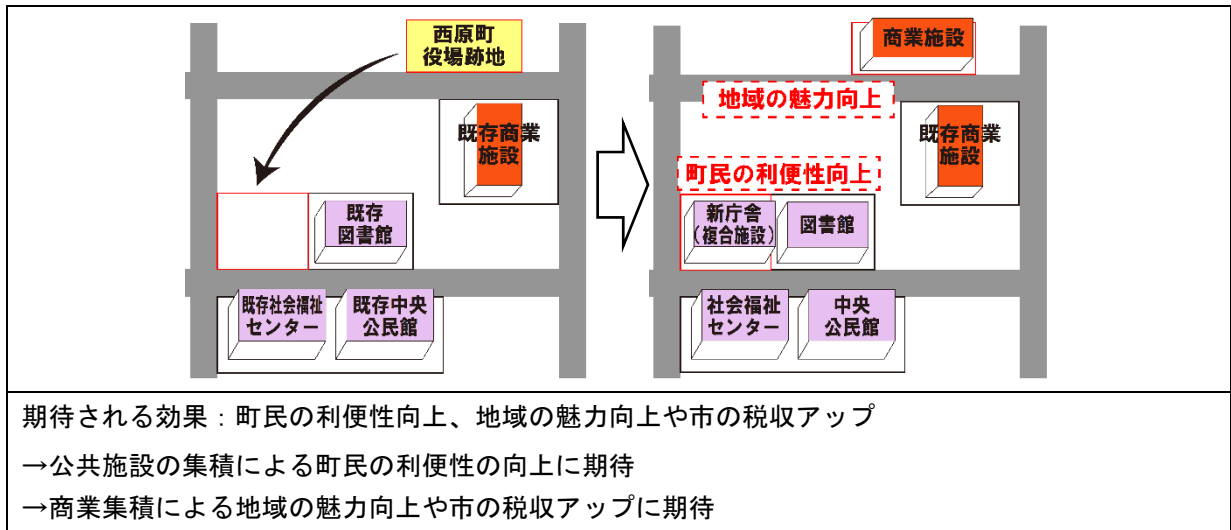 西原町
役場跡地
既存商業
施設
既存
図書館
既存社会福祉
センター
既存中央
公民館
商業施設
地域の魅力向上
既存商業
施設
町民の利便性向上
新庁舎
（複合施設）
図書館
社会福祉
センター
中央
公民館
期待される効果：町民の利便性向上、地域の魅力向上や市の税収アップ
→公共施設の集積による町民の利便性の向上に期待
→商業集積による地域の魅力向上や市の税収アップに期待